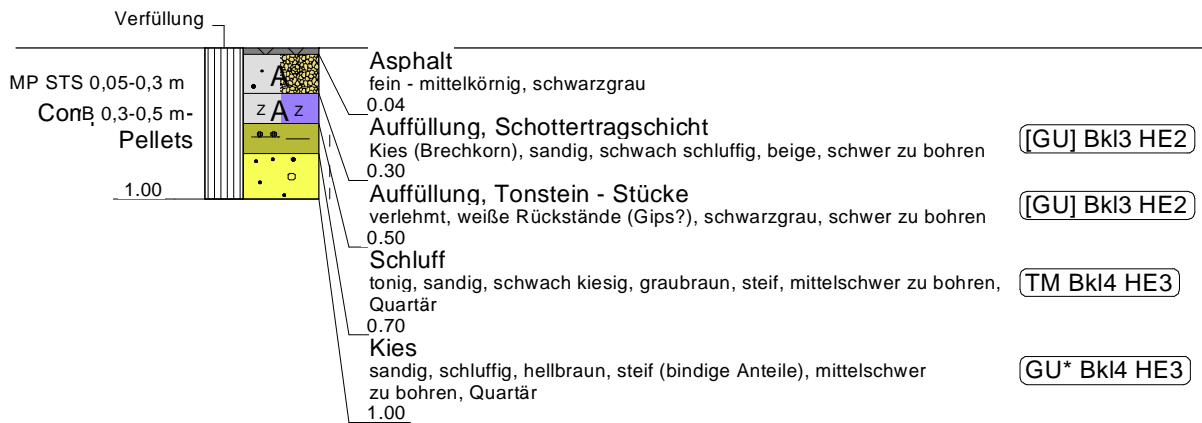 Verfüllung
MP STS 0,05-0,3 m
B 0,3-0,5 m-
Pellets
1.00
A
z A z
Asphalt
fein - mittelkörnig, schwarzgrau
0.04
Auffüllung, Schottertragschicht
Kies (Brechkorn), sandig, schwach schluffig, beige, schwer zu bohren
0.30
[GU] Bkl3 HE2
Auffüllung, Tonstein - Stücke
verlehmt, weiße Rückstände (Gips?), schwarzgrau, schwer zu bohren
0.50
[GU] Bkl3 HE2
Schluff
tonig, sandig, schwach kiesig, graubraun, steif, mittelschwer zu bohren,
Quartär
0.70
TM Bkl4 HE3
Kies
sandig, schluffig, hellbraun, steif (bindige Anteile), mittelschwer
zu bohren, Quartär
1.00
GU* Bkl4 HE3